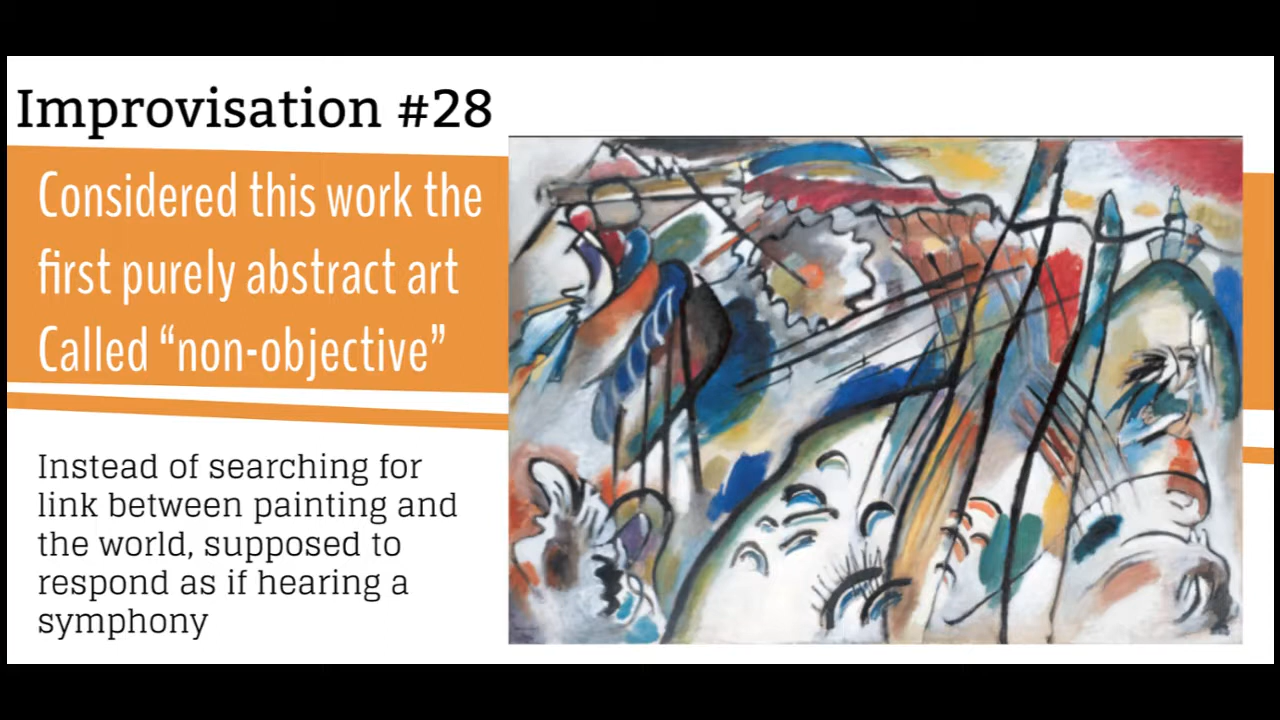 Improvisation #28
Considered this work the
first purely abstract art
Called “non-objective”
Instead of searching for
link between painting and
the world, supposed to
respond as if hearing a
symphony